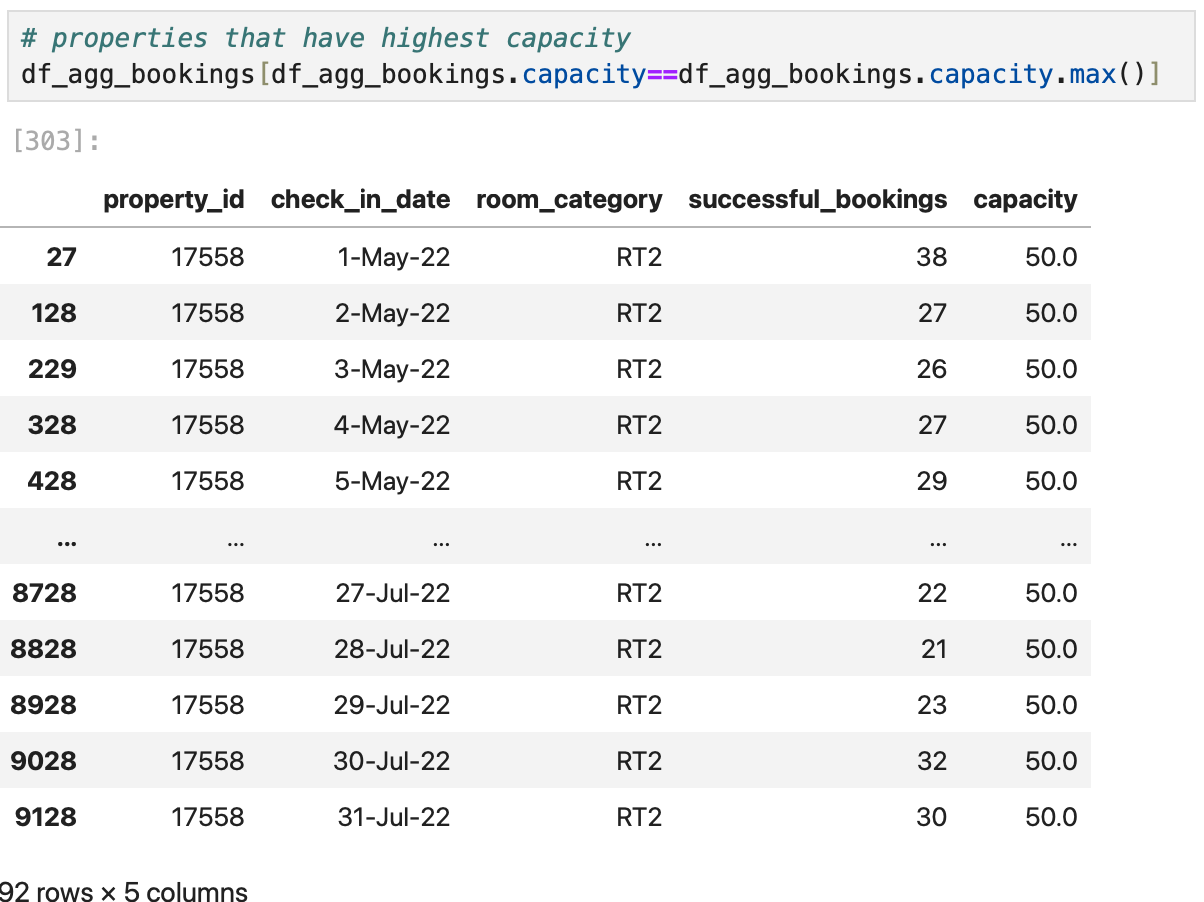 # properties that have highest capacity
df_agg_bookings[df_agg_bookings.capacity==df_agg_bookings.capacity.max()]
[303]:
property_id check_in_date room_category successful_bookings capacity
27 17558 1-May-22 RT2 38 50.0
128 17558 2-May-22 RT2 27 50.0
229 17558 3-May-22 RT2 26 50.0
328 17558 4-May-22 RT2 27 50.0
428 17558 5-May-22 RT2 29 50.0
... ... ... ... ... ...
8728 17558 27-Jul-22 RT2 22 50.0
8828 17558 28-Jul-22 RT2 21 50.0
8928 17558 29-Jul-22 RT2 23 50.0
9028 17558 30-Jul-22 RT2 32 50.0
9128 17558 31-Jul-22 RT2 30 50.0
92 rows × 5 columns